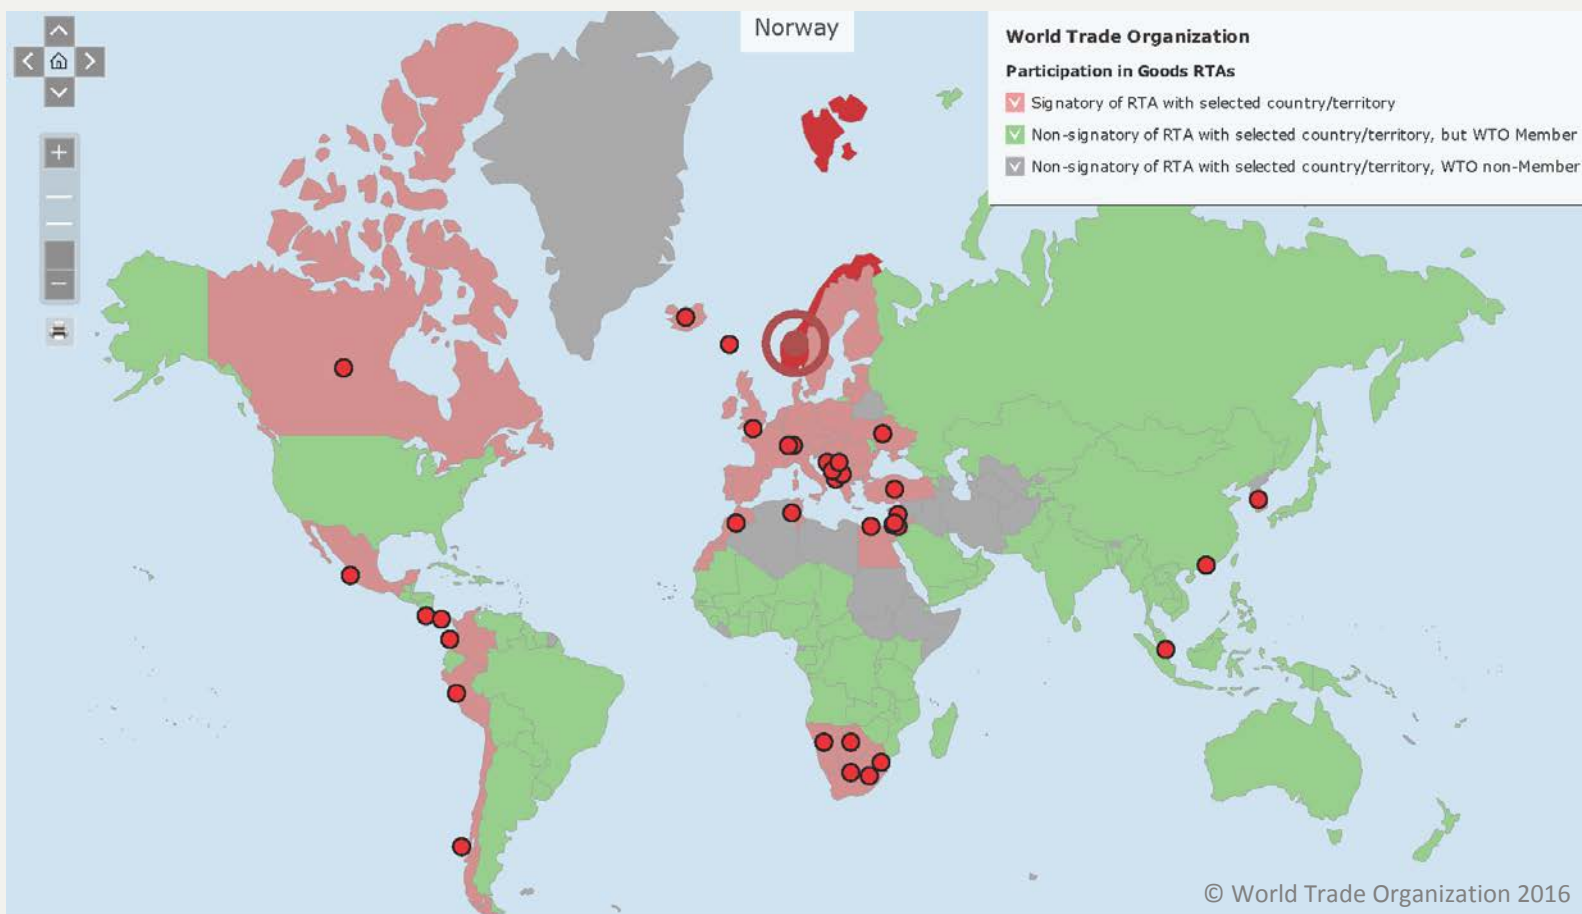 Norway
World Trade Organization
Participation in Goods RTAs
Signatory of RTA with selected country/territory
Non-signatory of RTA with selected country/territory, but WTO Member
Non-signatory of RTA with selected country/territory, WTO non-Member
© World Trade Organization 2016